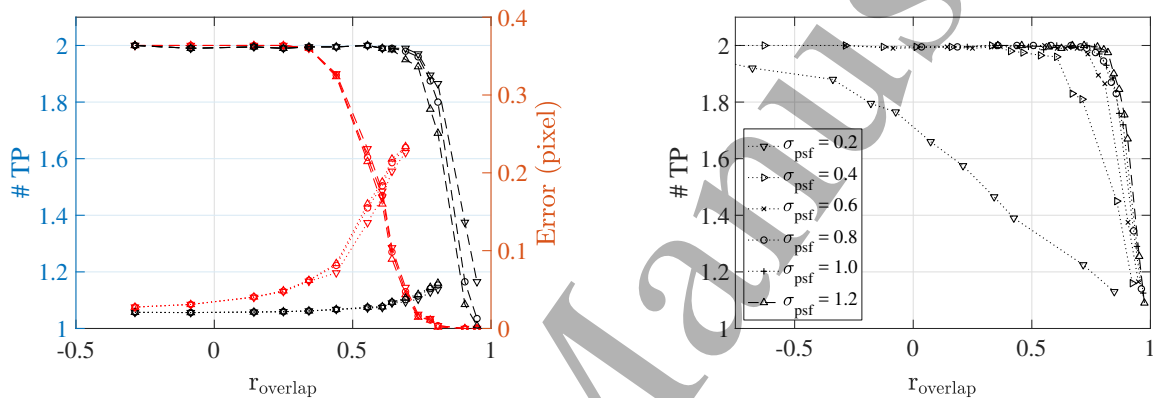 2
1.8
1.6
1.4
1.2
1
# TP
-0.5
0
0.5
1
r_overlap
0.4
0.3
0.2
0.1
0
Error (pixel)
2
1.8
1.6
1.4
1.2
1
# TP
-0.5
0
0.5
1
r_overlap
σ_psf = 0.2
σ_psf = 0.4
σ_psf = 0.6
σ_psf = 0.8
σ_psf = 1.0
σ_psf = 1.2
Manus